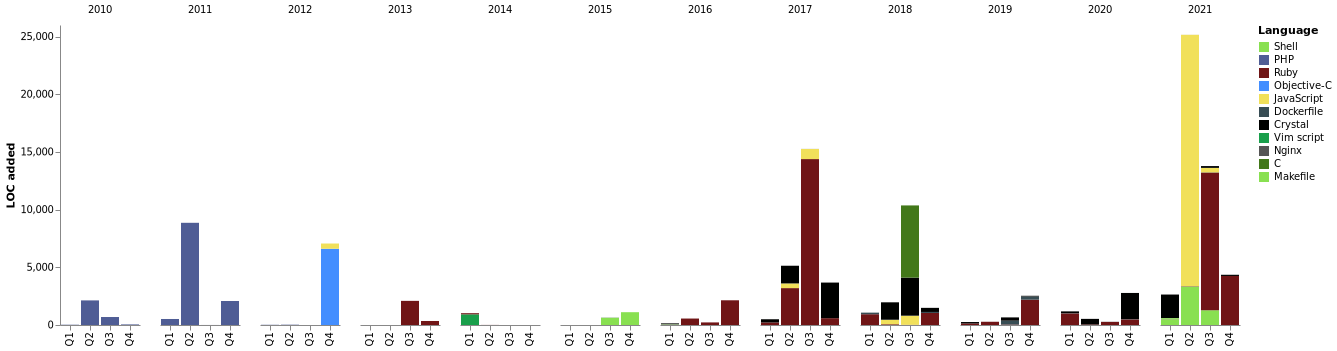 2010 2011 2012 2013 2014 2015 2016 2017 2018 2019 2020 2021
LOC added
25,000
20,000
15,000
10,000
5,000
0
Q1 Q2 Q3 Q4 Q1 Q2 Q3 Q4 Q1 Q2 Q3 Q4 Q1 Q2 Q3 Q4 Q1 Q2 Q3 Q4 Q1 Q2 Q3 Q4 Q1 Q2 Q3 Q4 Q1 Q2 Q3 Q4 Q1 Q2 Q3 Q4 Q1 Q2 Q3 Q4 Q1 Q2 Q3 Q4 Q1 Q2 Q3 Q4
Language
Shell
PHP
Ruby
Objective-C
JavaScript
Dockerfile
Crystal
Vim script
Nginx
C
Makefile